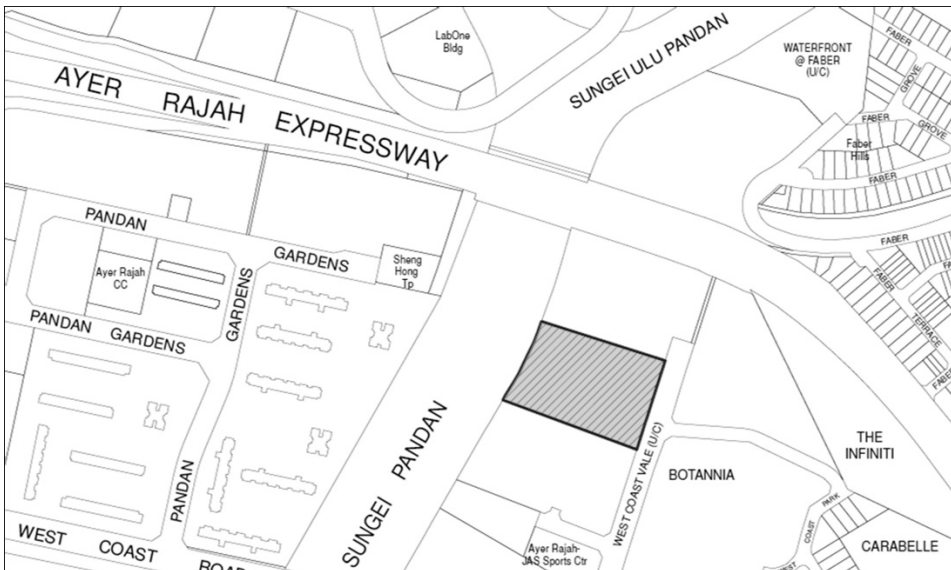 LabOne
Bldg
SUNGEI ULU PANDAN
WATERFRONT
@ FABER
(U/C)
FABER
GROVE
GROVE
FABER
Faber
Hills
FABER
FABER
FABER
TERRACE
FABER
AYER RAJAH EXPRESSWAY
PANDAN
GARDENS
Sheng
Hong
Tp
Ayer Rajah
CC
GARDENS
PANDAN GARDENS
PANDAN
SUNGEI PANDAN
WEST COAST ROAD
WEST COAST VALE (U/C)
BOTANNIA
THE
INFINITI
PARK
COAST
CARABELLE
Ayer Rajah-
JAS Sports Ctr